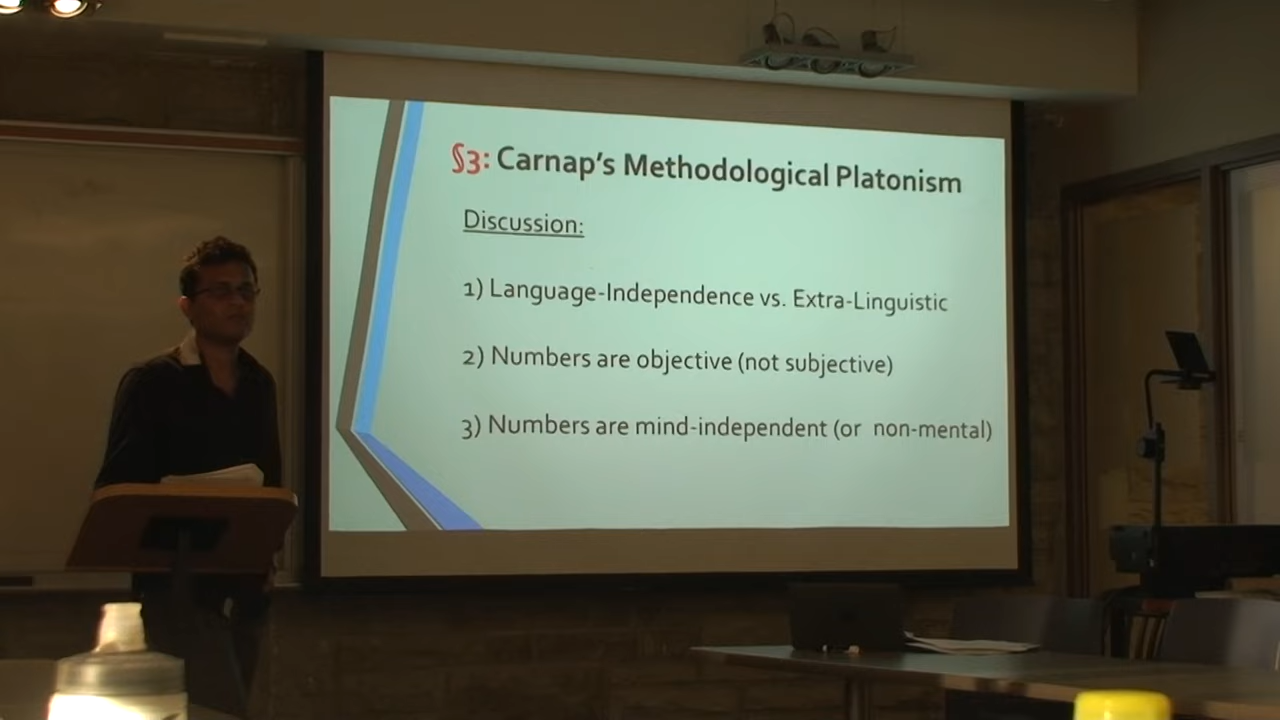 §3: Carnap's Methodological Platonism
Discussion:
1) Language-Independence vs. Extra-Linguistic
2) Numbers are objective (not subjective)
3) Numbers are mind-independent (or non-mental)